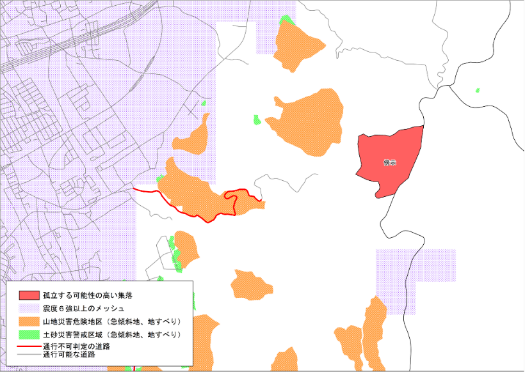 孤立する可能性の高い集落
震度6強以上のメッシュ
山地災害危険地区（急傾斜地、地すべり）
土砂災害警戒区域（急傾斜地、地すべり）
通行不可判定の道路
通行可能な道路